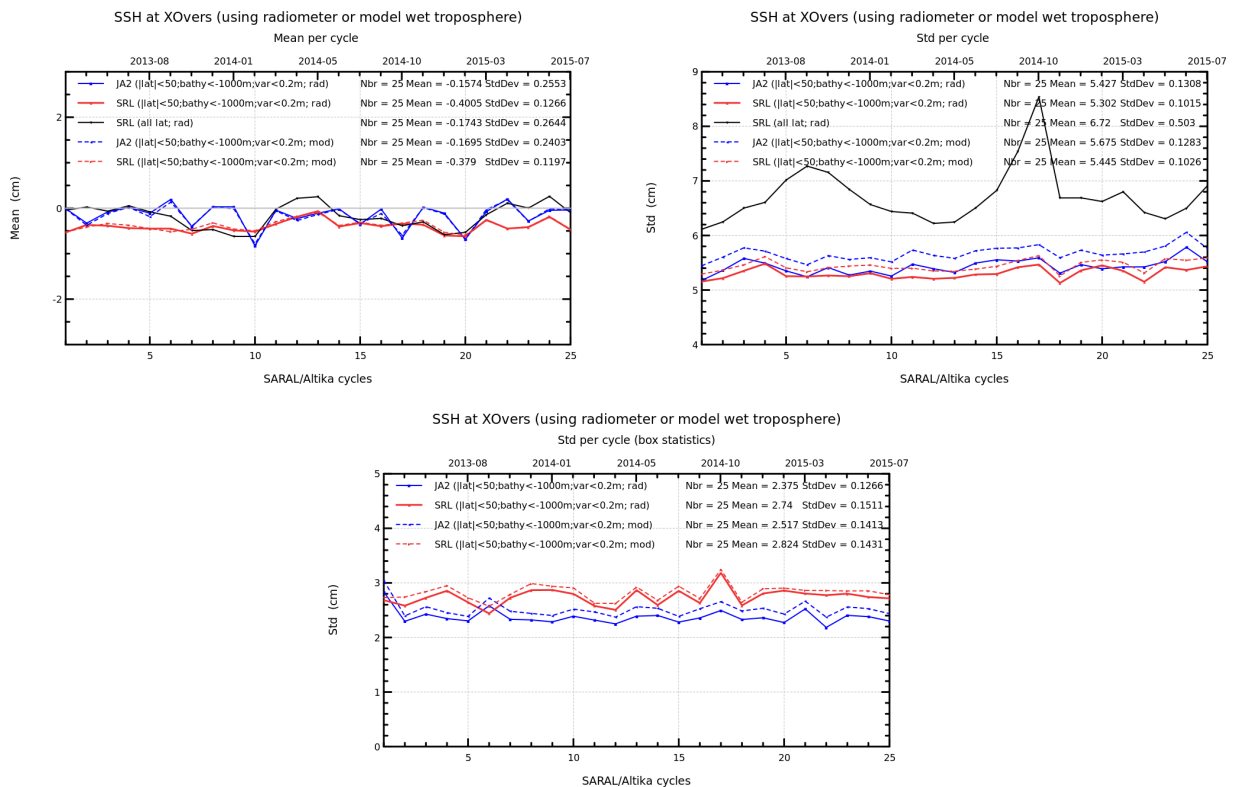 SSH at XOvers (using radiometer or model wet troposphere)
Mean per cycle
2013-08 2014-01 2014-05 2014-10 2015-03 2015-07
JA2 (|lat|<50;bathy<-1000m;var<0.2m; rad) Nbr = 25 Mean = -0.1574 StdDev = 0.2553
SRL (|lat|<50;bathy<-1000m;var<0.2m; rad) Nbr = 25 Mean = -0.4005 StdDev = 0.1266
SRL (all lat; rad) Nbr = 25 Mean = -0.1743 StdDev = 0.2644
JA2 (|lat|<50;bathy<-1000m;var<0.2m; mod) Nbr = 25 Mean = -0.1695 StdDev = 0.2403
SRL (|lat|<50;bathy<-1000m;var<0.2m; mod) Nbr = 25 Mean = -0.379 StdDev = 0.1197
2
0
-2
Mean (cm)
5 10 15 20 25
SARAL/Altika cycles
SSH at XOvers (using radiometer or model wet troposphere)
Std per cycle
2013-08 2014-01 2014-05 2014-10 2015-03 2015-07
JA2 (|lat|<50;bathy<-1000m;var<0.2m; rad) Nbr = 25 Mean = 5.427 StdDev = 0.1308
SRL (|lat|<50;bathy<-1000m;var<0.2m; rad) Nbr = 25 Mean = 5.302 StdDev = 0.1015
SRL (all lat; rad) Nbr = 25 Mean = 6.72 StdDev = 0.503
JA2 (|lat|<50;bathy<-1000m;var<0.2m; mod) Nbr = 25 Mean = 5.675 StdDev = 0.1283
SRL (|lat|<50;bathy<-1000m;var<0.2m; mod) Nbr = 25 Mean = 5.445 StdDev = 0.1026
9
8
7
6
5
4
Std (cm)
5 10 15 20 25
SARAL/Altika cycles
SSH at XOvers (using radiometer or model wet troposphere)
Std per cycle (box statistics)
2013-08 2014-01 2014-05 2014-10 2015-03 2015-07
JA2 (|lat|<50;bathy<-1000m;var<0.2m; rad) Nbr = 25 Mean = 2.375 StdDev = 0.1266
SRL (|lat|<50;bathy<-1000m;var<0.2m; rad) Nbr = 25 Mean = 2.74 StdDev = 0.1511
JA2 (|lat|<50;bathy<-1000m;var<0.2m; mod) Nbr = 25 Mean = 2.517 StdDev = 0.1413
SRL (|lat|<50;bathy<-1000m;var<0.2m; mod) Nbr = 25 Mean = 2.824 StdDev = 0.1431
5
4
3
2
1
0
Std (cm)
5 10 15 20 25
SARAL/Altika cycles